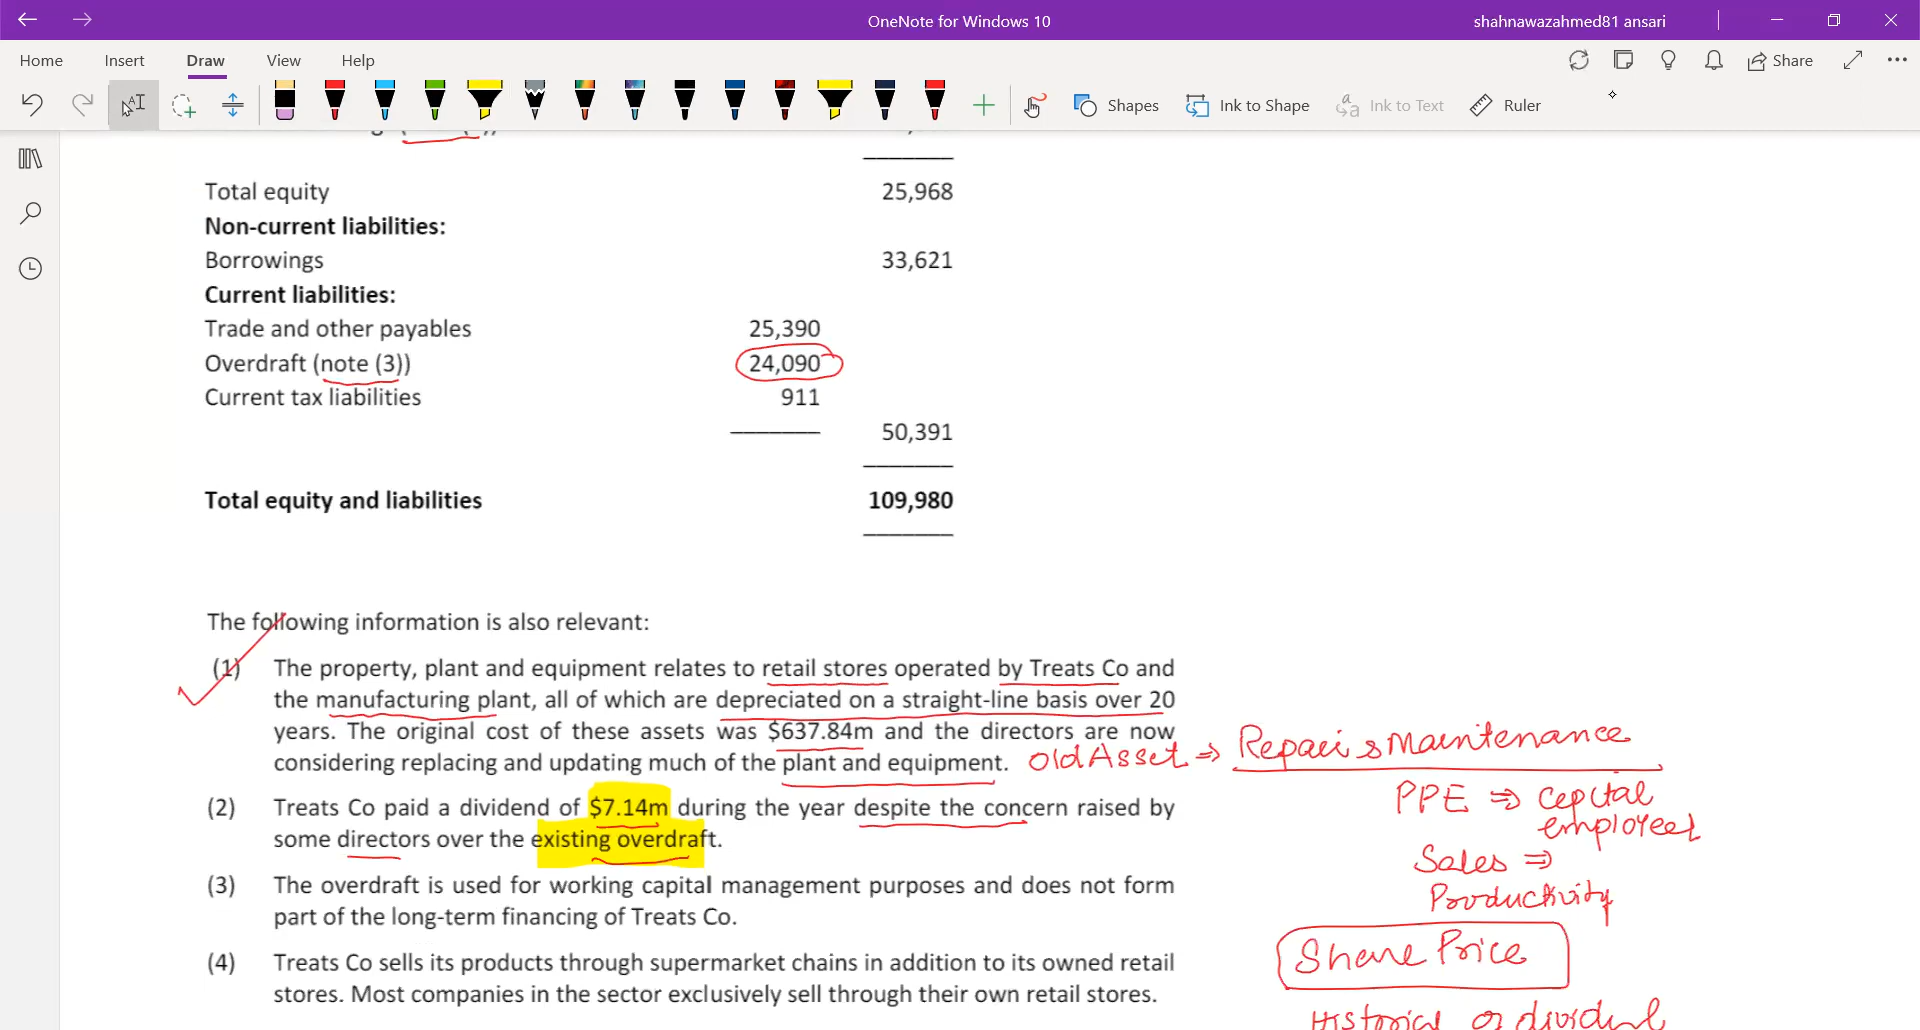 OneNote for Windows 10
shahnawazahmed81 ansari
Home Insert Draw View Help
Share
Shapes Ink to Shape Ink to Text Ruler
Total equity 25,968
Non-current liabilities:
Borrowings 33,621
Current liabilities:
Trade and other payables 25,390
Overdraft (note (3)) 24,090
Current tax liabilities 911
50,391
Total equity and liabilities 109,980
The following information is also relevant:
(1) The property, plant and equipment relates to retail stores operated by Treats Co and
the manufacturing plant, all of which are depreciated on a straight-line basis over 20
years. The original cost of these assets was $637.84m and the directors are now
considering replacing and updating much of the plant and equipment.
old Asset ⇒ Repair s Maintenance
PPE ⇒ capital
employeed
(2) Treats Co paid a dividend of $7.14m during the year despite the concern raised by
some directors over the existing overdraft.
Sales ⇒
Productivity
(3) The overdraft is used for working capital management purposes and does not form
part of the long-term financing of Treats Co.
Share Price
(4) Treats Co sells its products through supermarket chains in addition to its owned retail
stores. Most companies in the sector exclusively sell through their own retail stores.